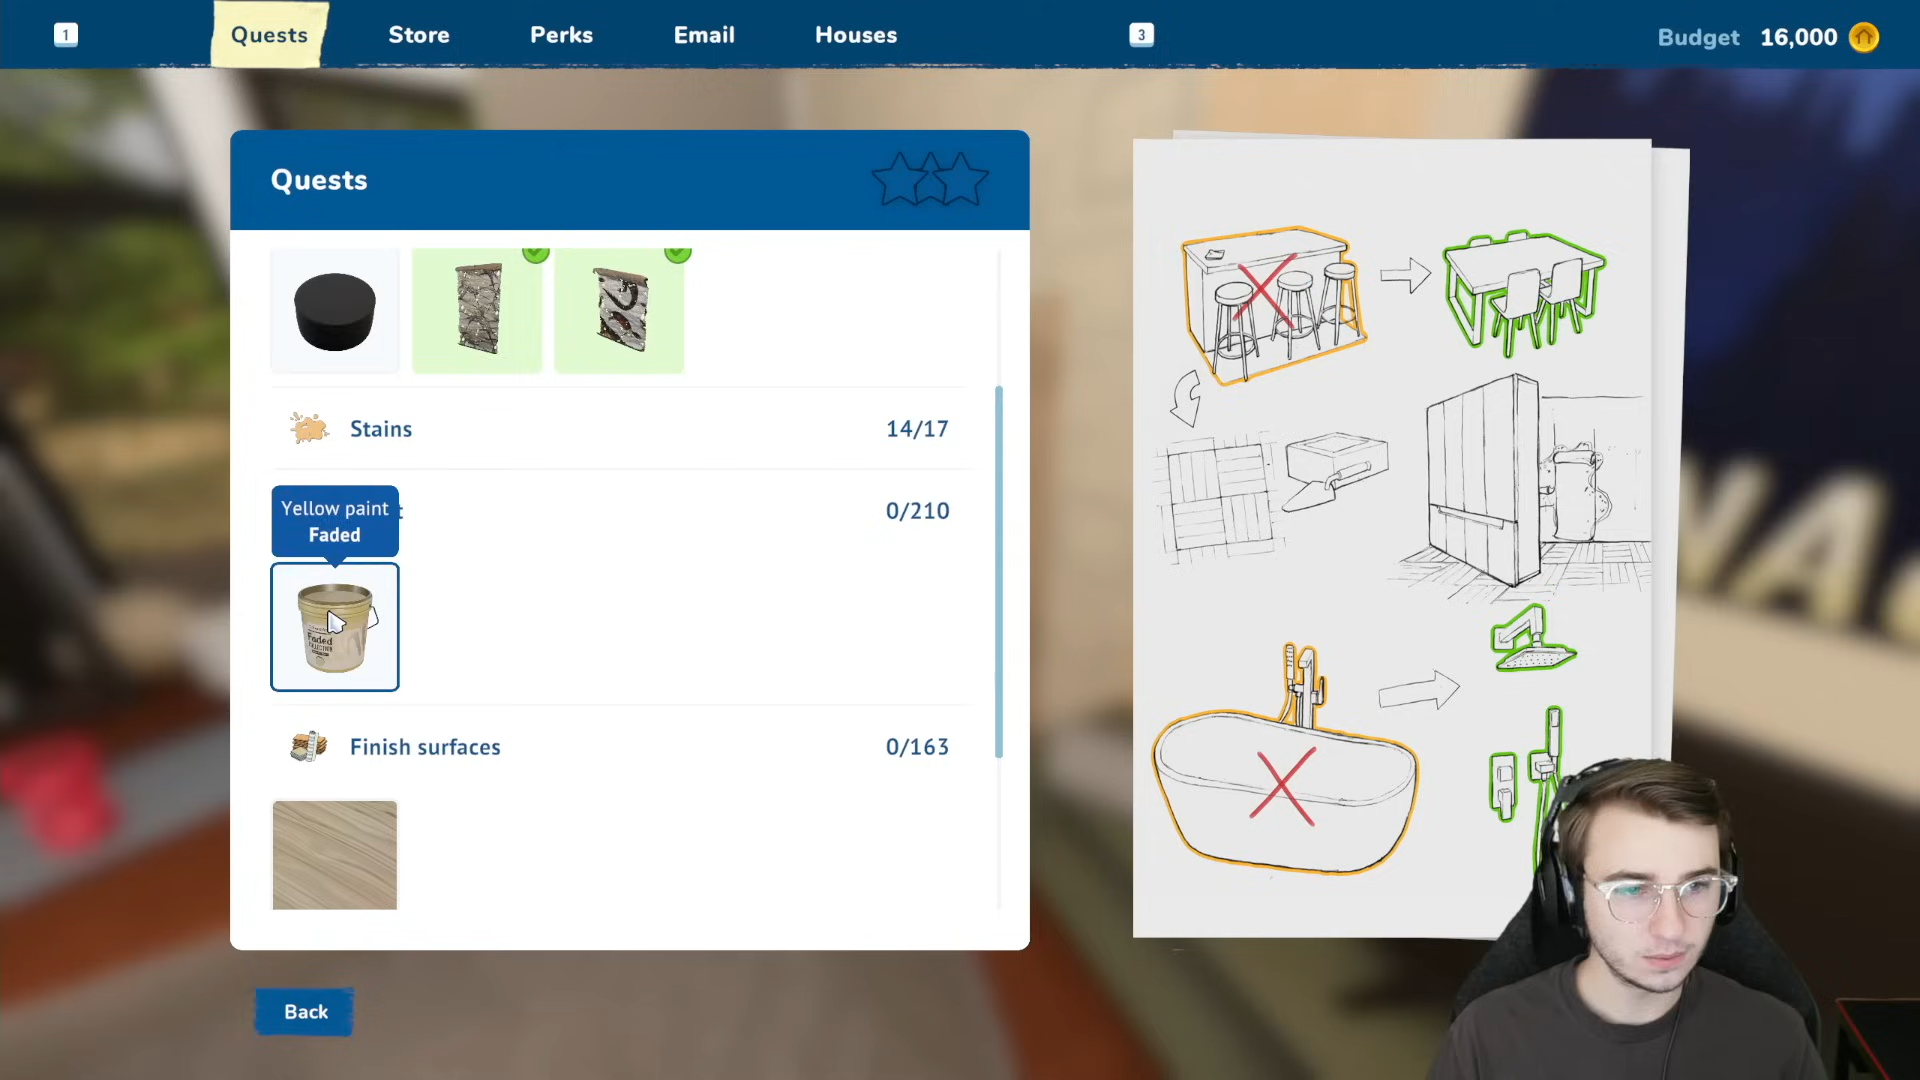 1
Quests
Store
Perks
Email
Houses
3
Budget 16,000
Quests
Stains
14/17
Yellow paint
Faded
0/210
Faded
Finish surfaces
0/163
Back